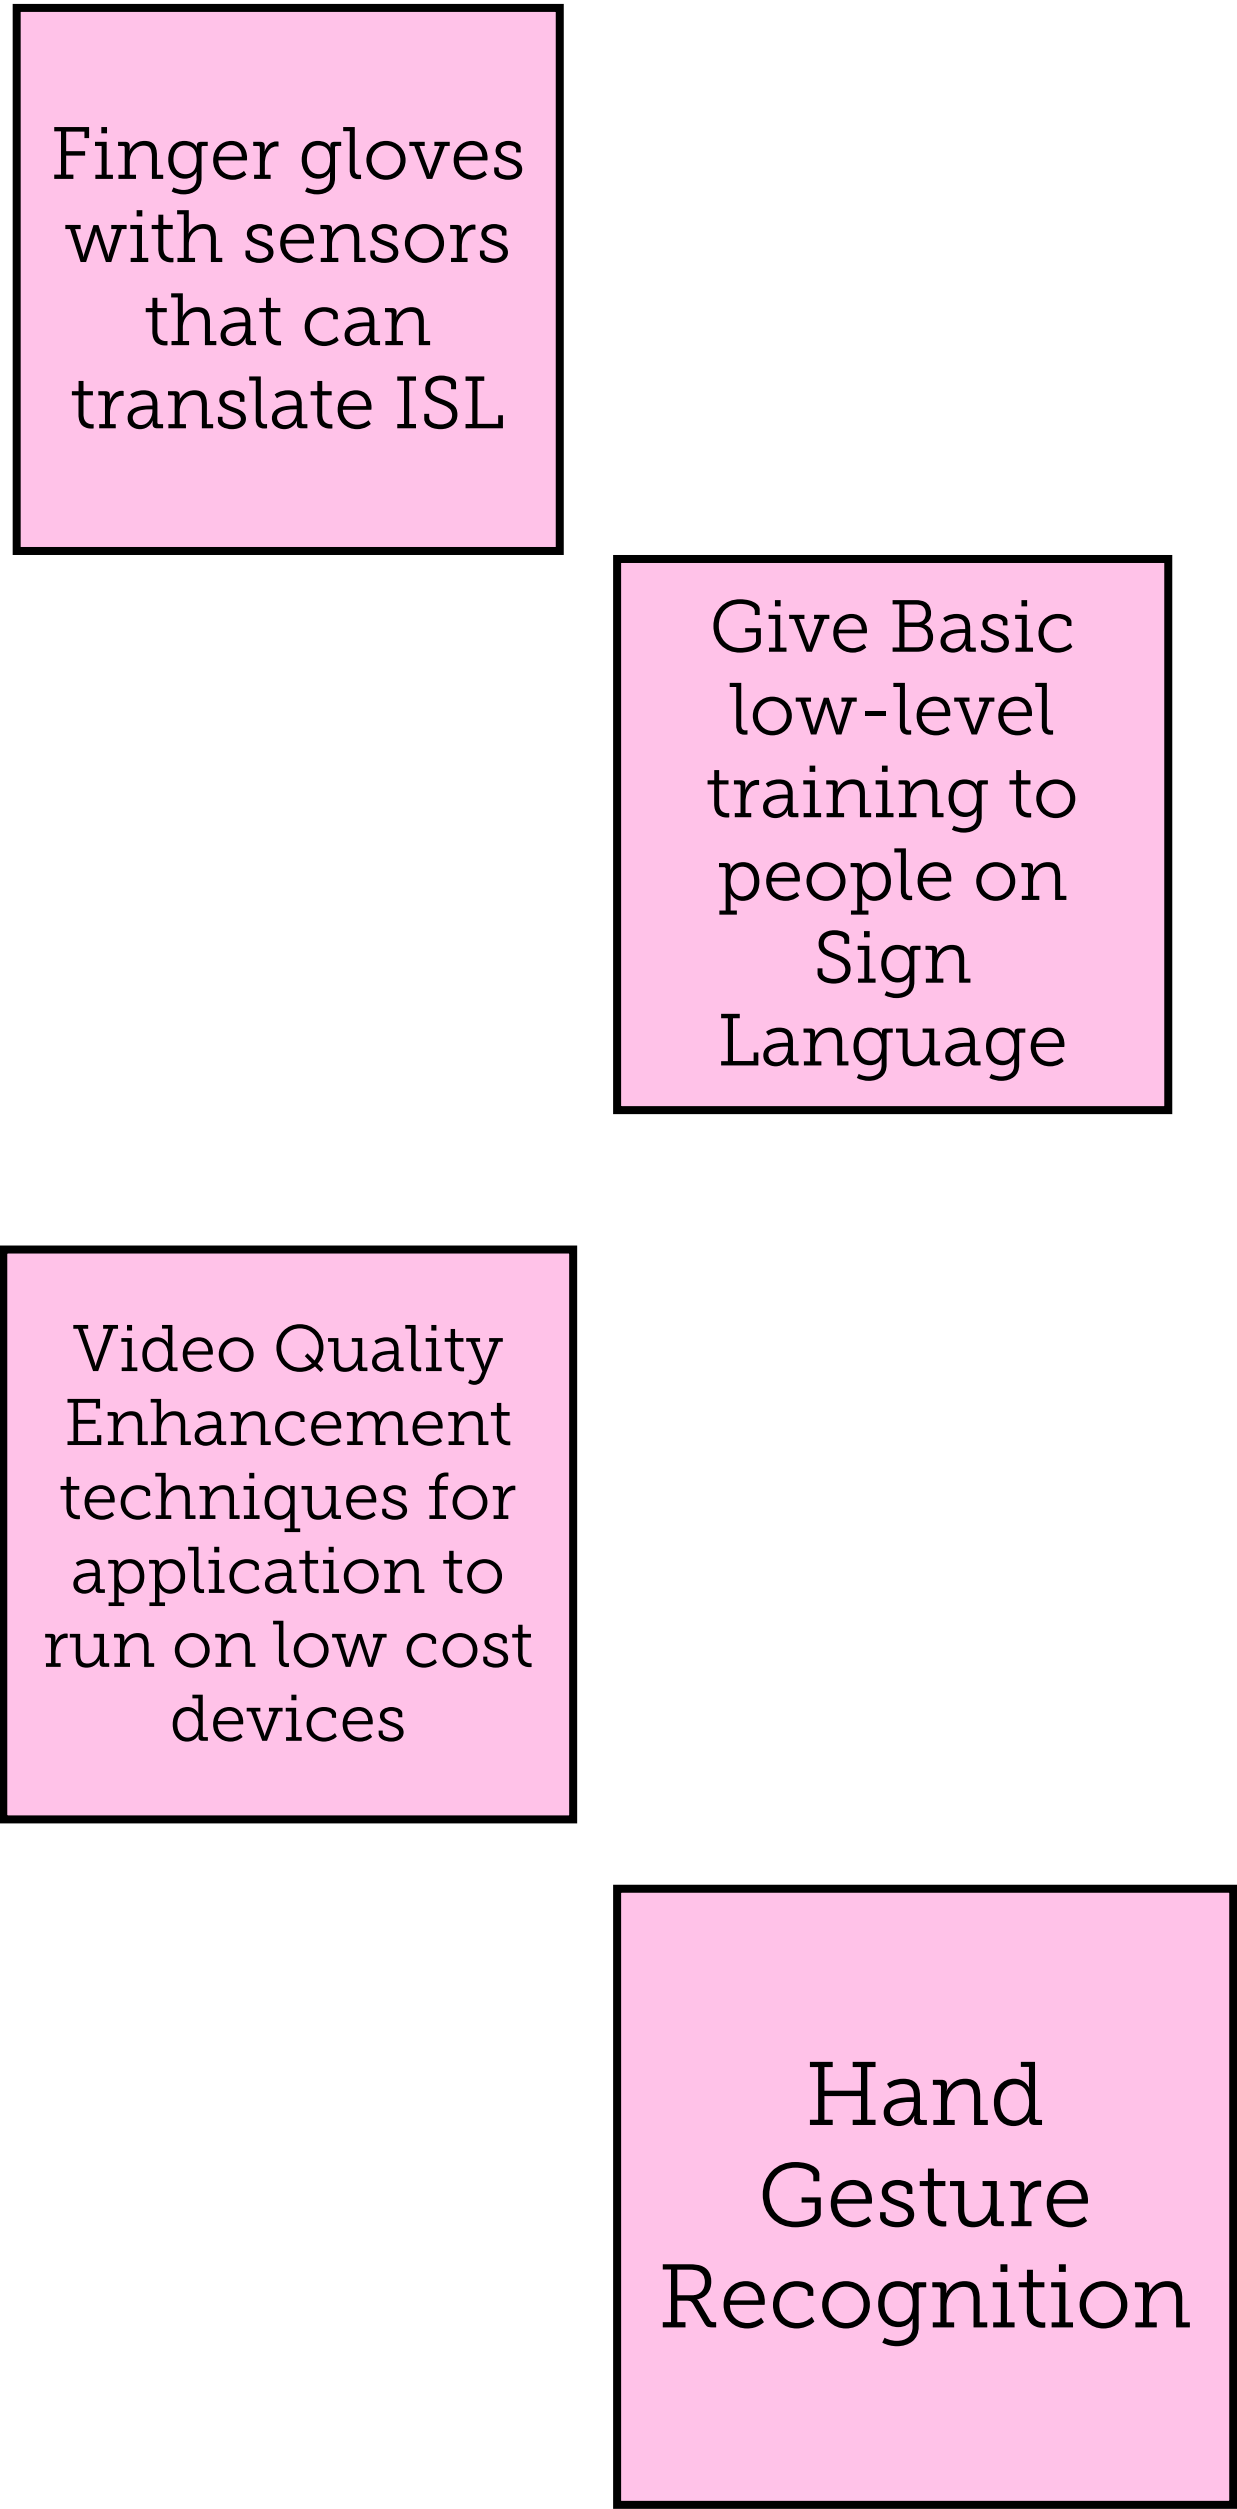 Finger gloves
with sensors
that can
translate ISL
Give Basic
low-level
training to
people on
Sign
Language
Video Quality
Enhancement
techniques for
application to
run on low cost
devices
Hand
Gesture
Recognition